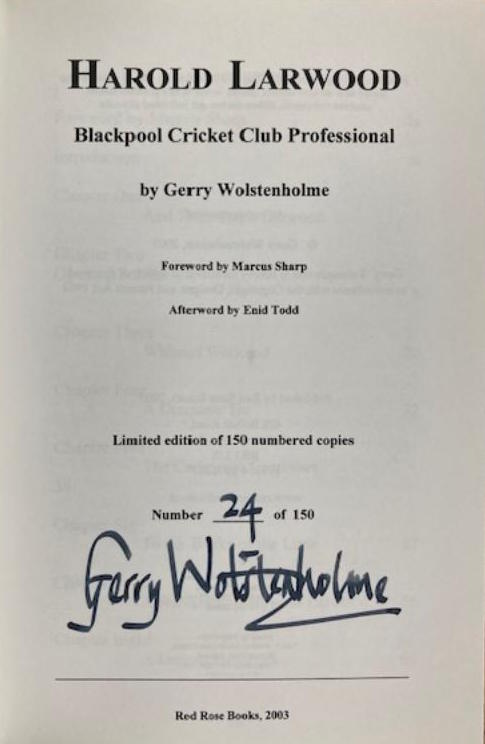 HAROLD LARWOOD
Blackpool Cricket Club Professional
by Gerry Wolstenholme
Foreword by Marcus Sharp
Afterword by Enid Todd
Limited edition of 150 numbered copies
Number 24 of 150
Gerry Wolstenholme
Red Rose Books, 2003